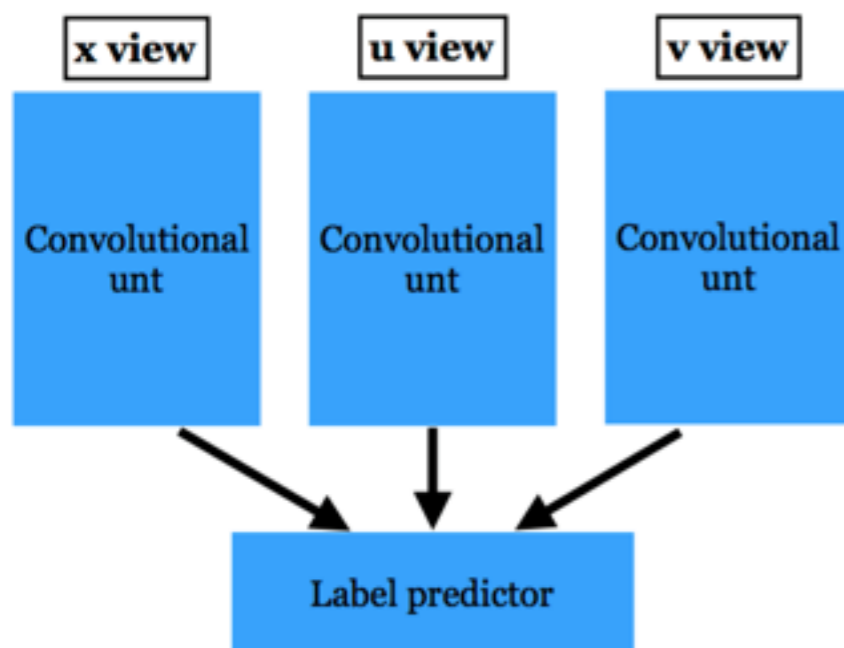 x view
u view
v view
Convolutional
unt
Convolutional
unt
Convolutional
unt
Label predictor